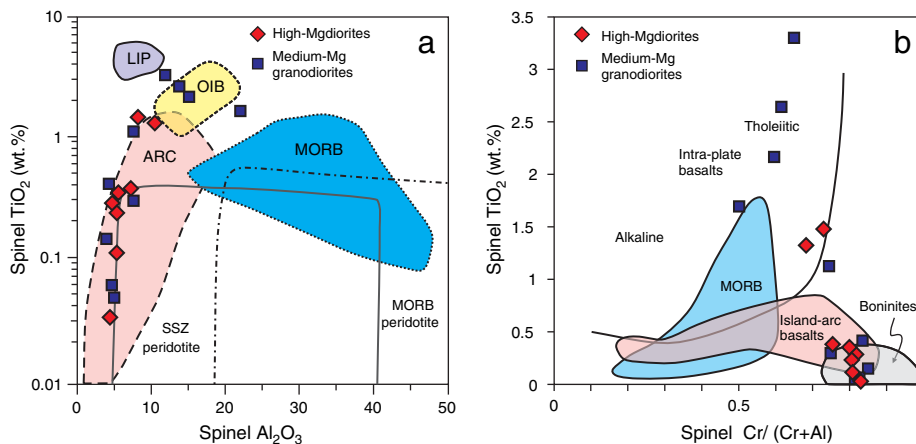 a
High-Mgdiorites
Medium-Mg
granodiorites
LIP
OIB
ARC
MORB
SSZ
peridotite
MORB
peridotite
10
1
0.1
0.01
0
10
20
30
40
50
Spinel TiO2 (wt.%)
Spinel Al2O3
b
High-Mgdiorites
Medium-Mg
granodiorites
Tholeiitic
Intra-plate
basalts
Alkaline
MORB
Island-arc
basalts
Boninites
3.5
3
2.5
2
1.5
1
0.5
0
0
0.5
Spinel TiO2 (wt.%)
Spinel Cr/ (Cr+Al)